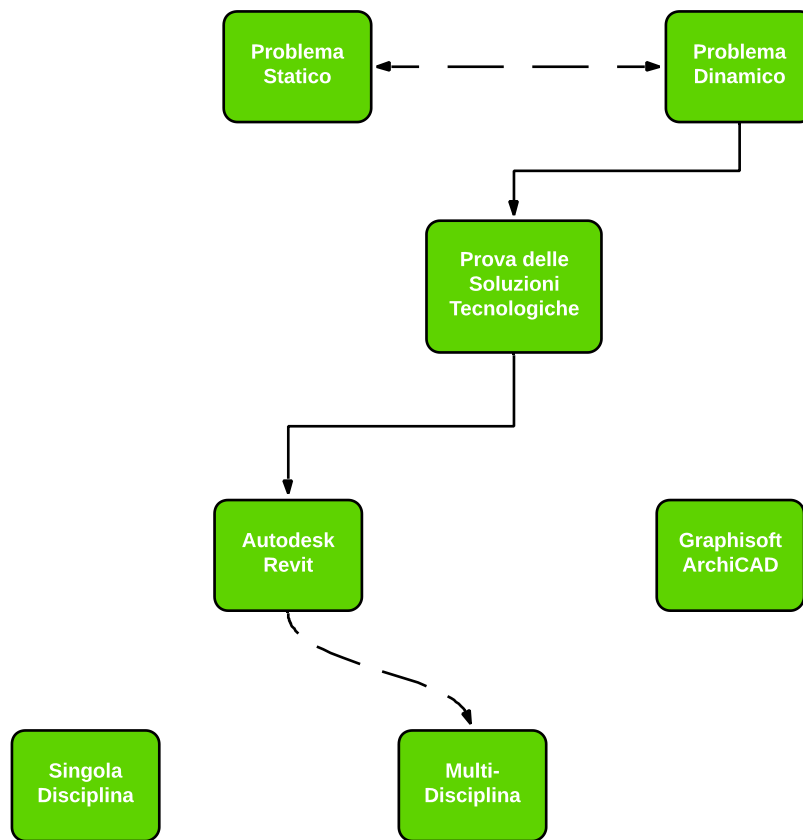 Problema
Statico
Problema
Dinamico
Prova delle
Soluzioni
Tecnologiche
Autodesk
Revit
Graphisoft
ArchiCAD
Singola
Disciplina
Multi-
Disciplina